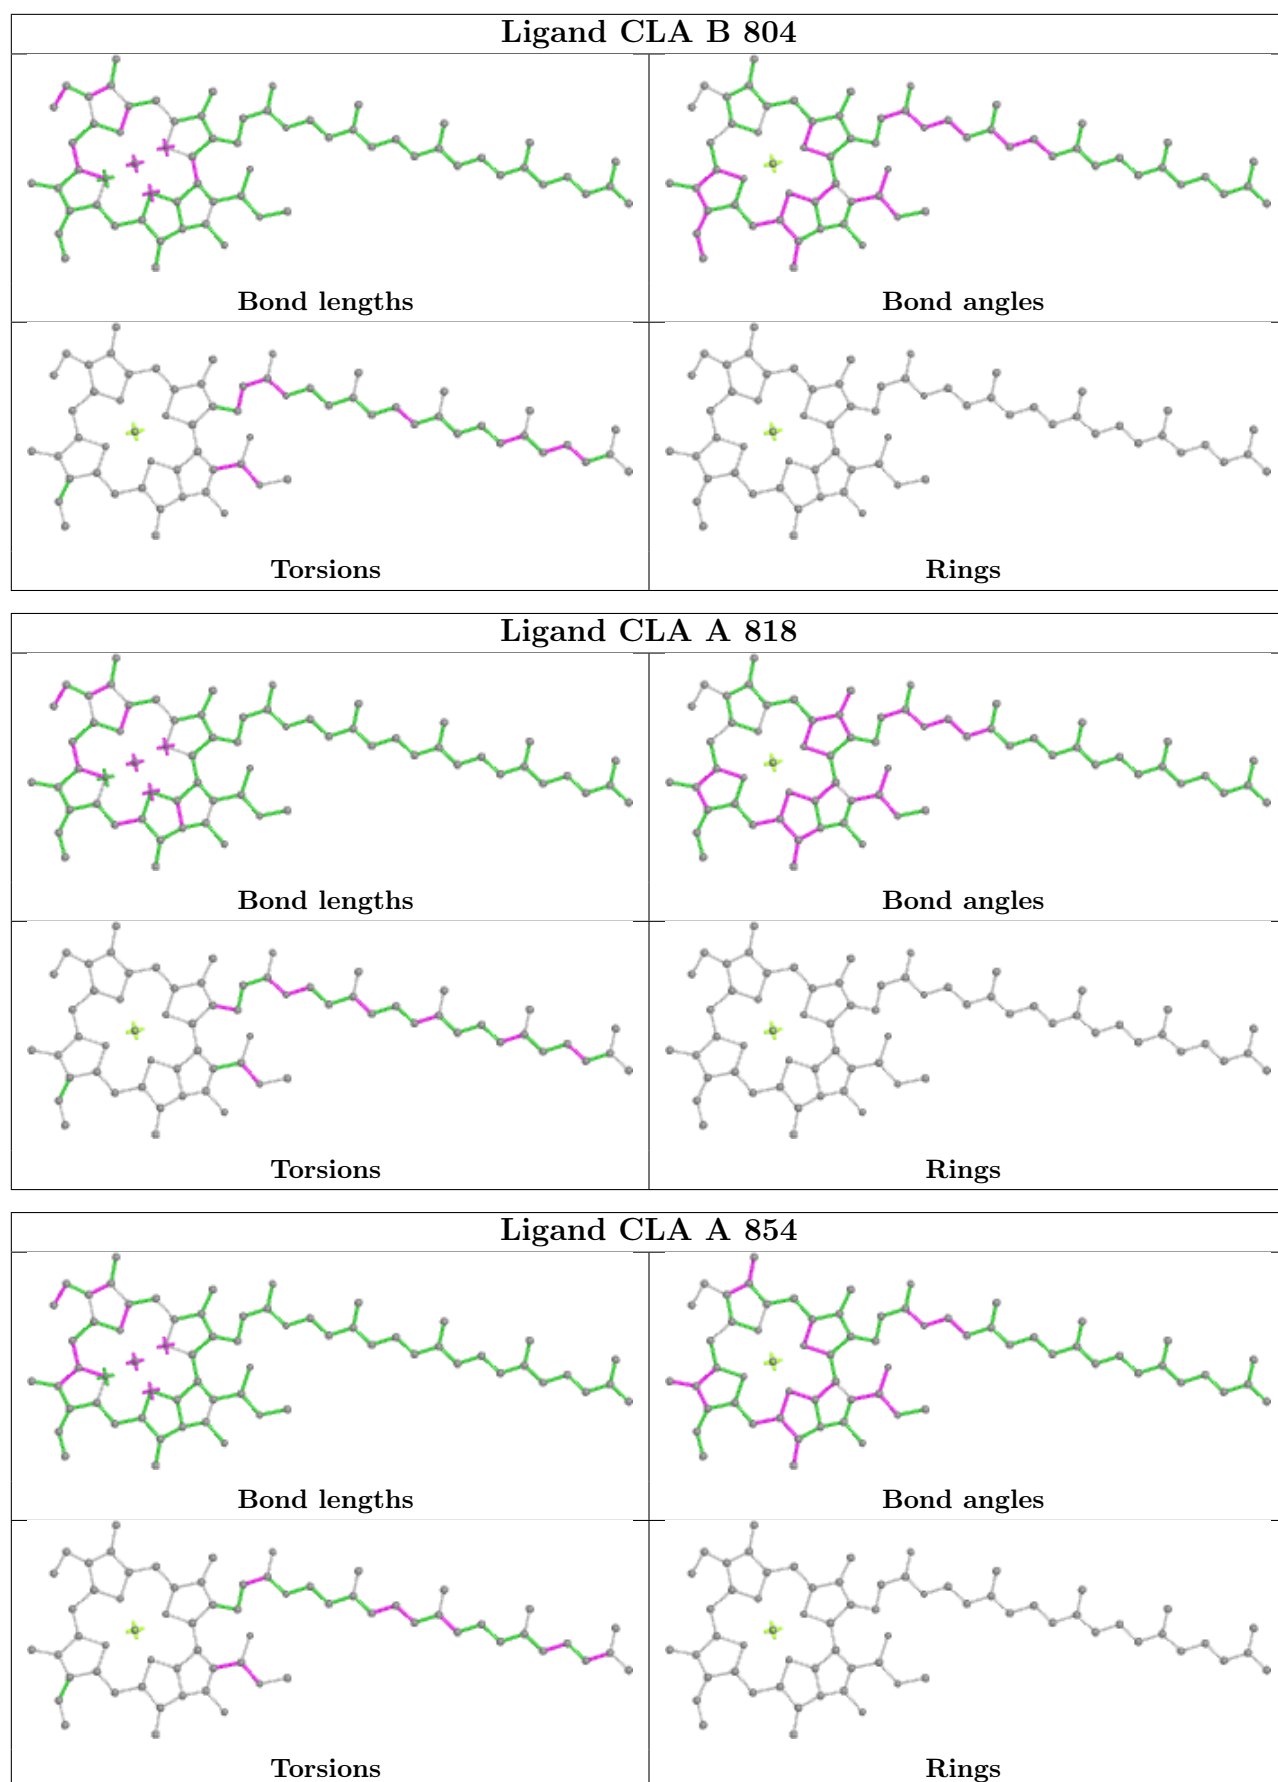 Ligand CLA B 804
Bond lengths
Bond angles
Torsions
Rings
Ligand CLA A 818
Bond lengths
Bond angles
Torsions
Rings
Ligand CLA A 854
Bond lengths
Bond angles
Torsions
Rings